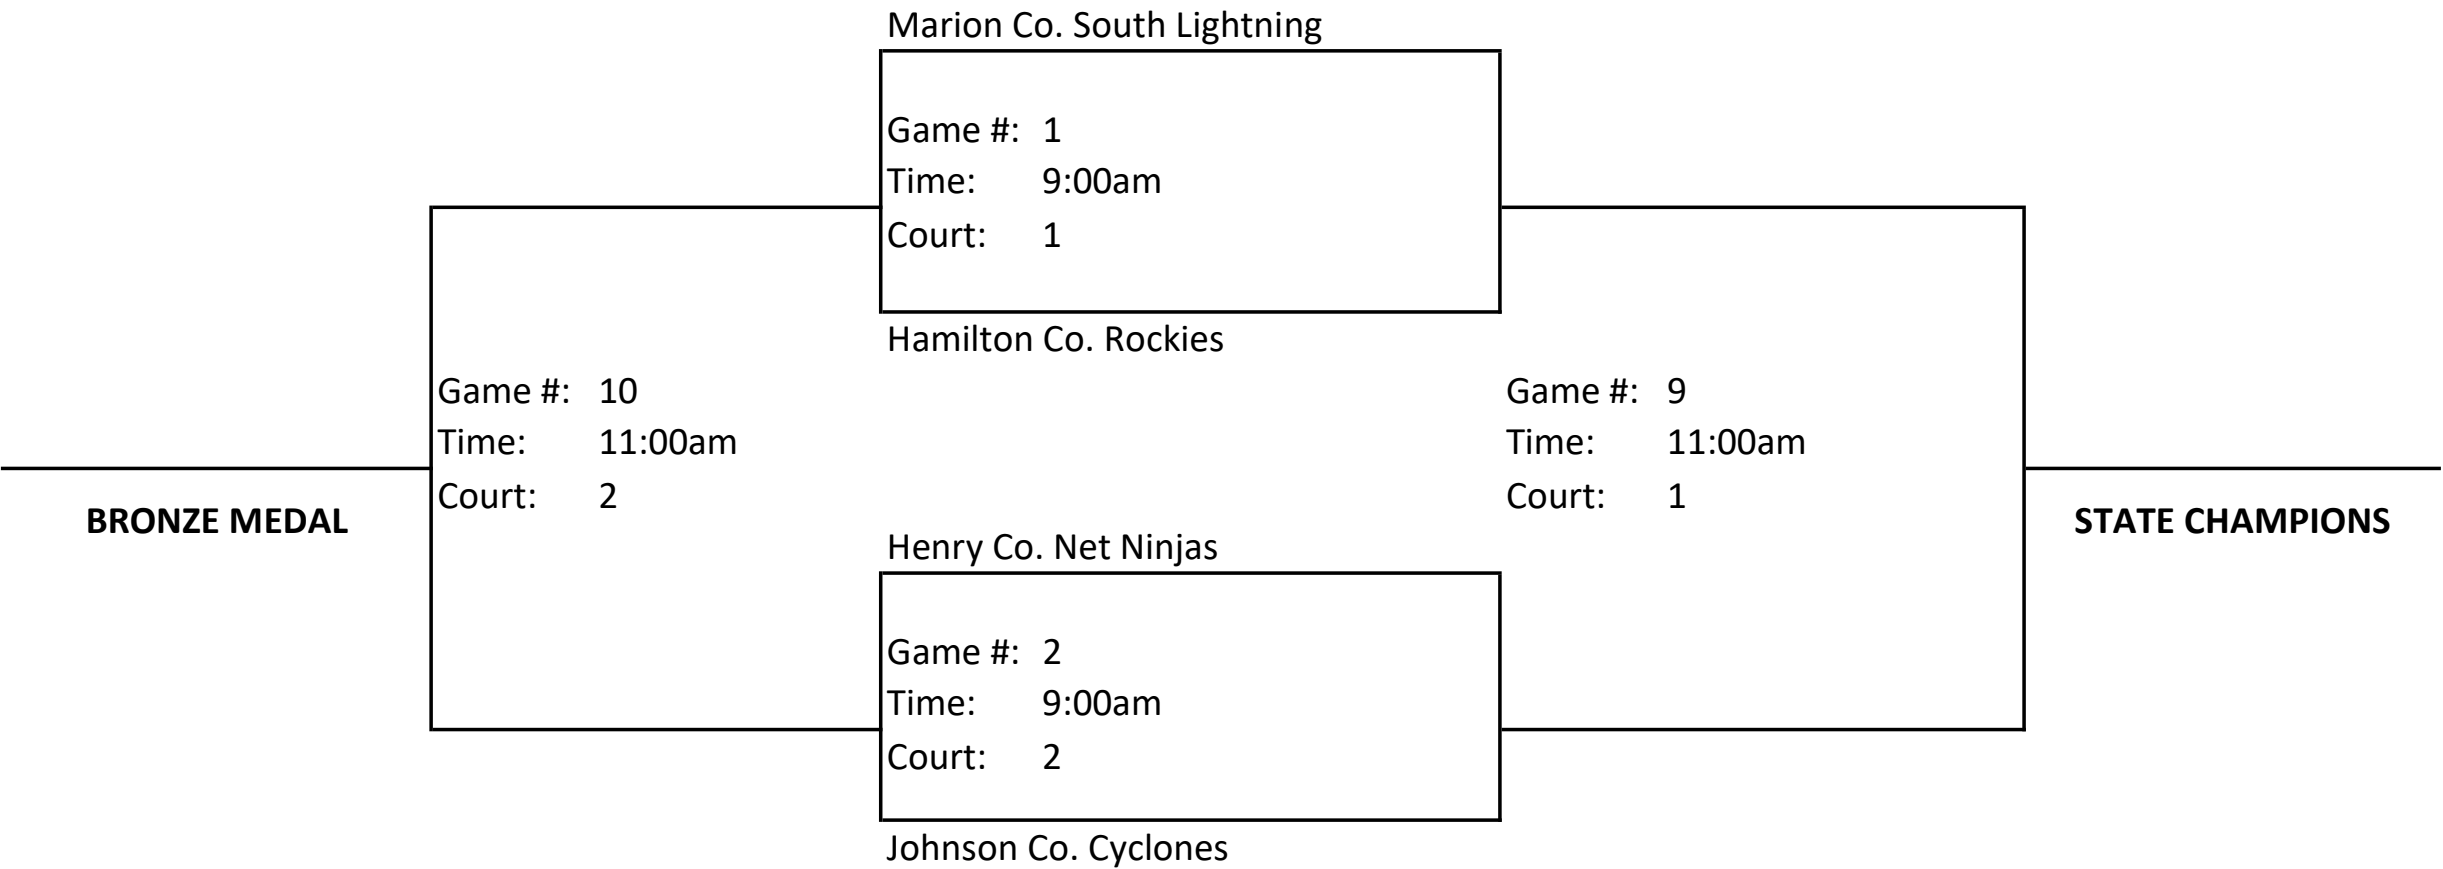 Marion Co. South Lightning
Game #: 1
Time: 9:00am
Court: 1
Hamilton Co. Rockies
Game #: 10
Time: 11:00am
Court: 2
BRONZE MEDAL
Game #: 9
Time: 11:00am
Court: 1
STATE CHAMPIONS
Henry Co. Net Ninjas
Game #: 2
Time: 9:00am
Court: 2
Johnson Co. Cyclones